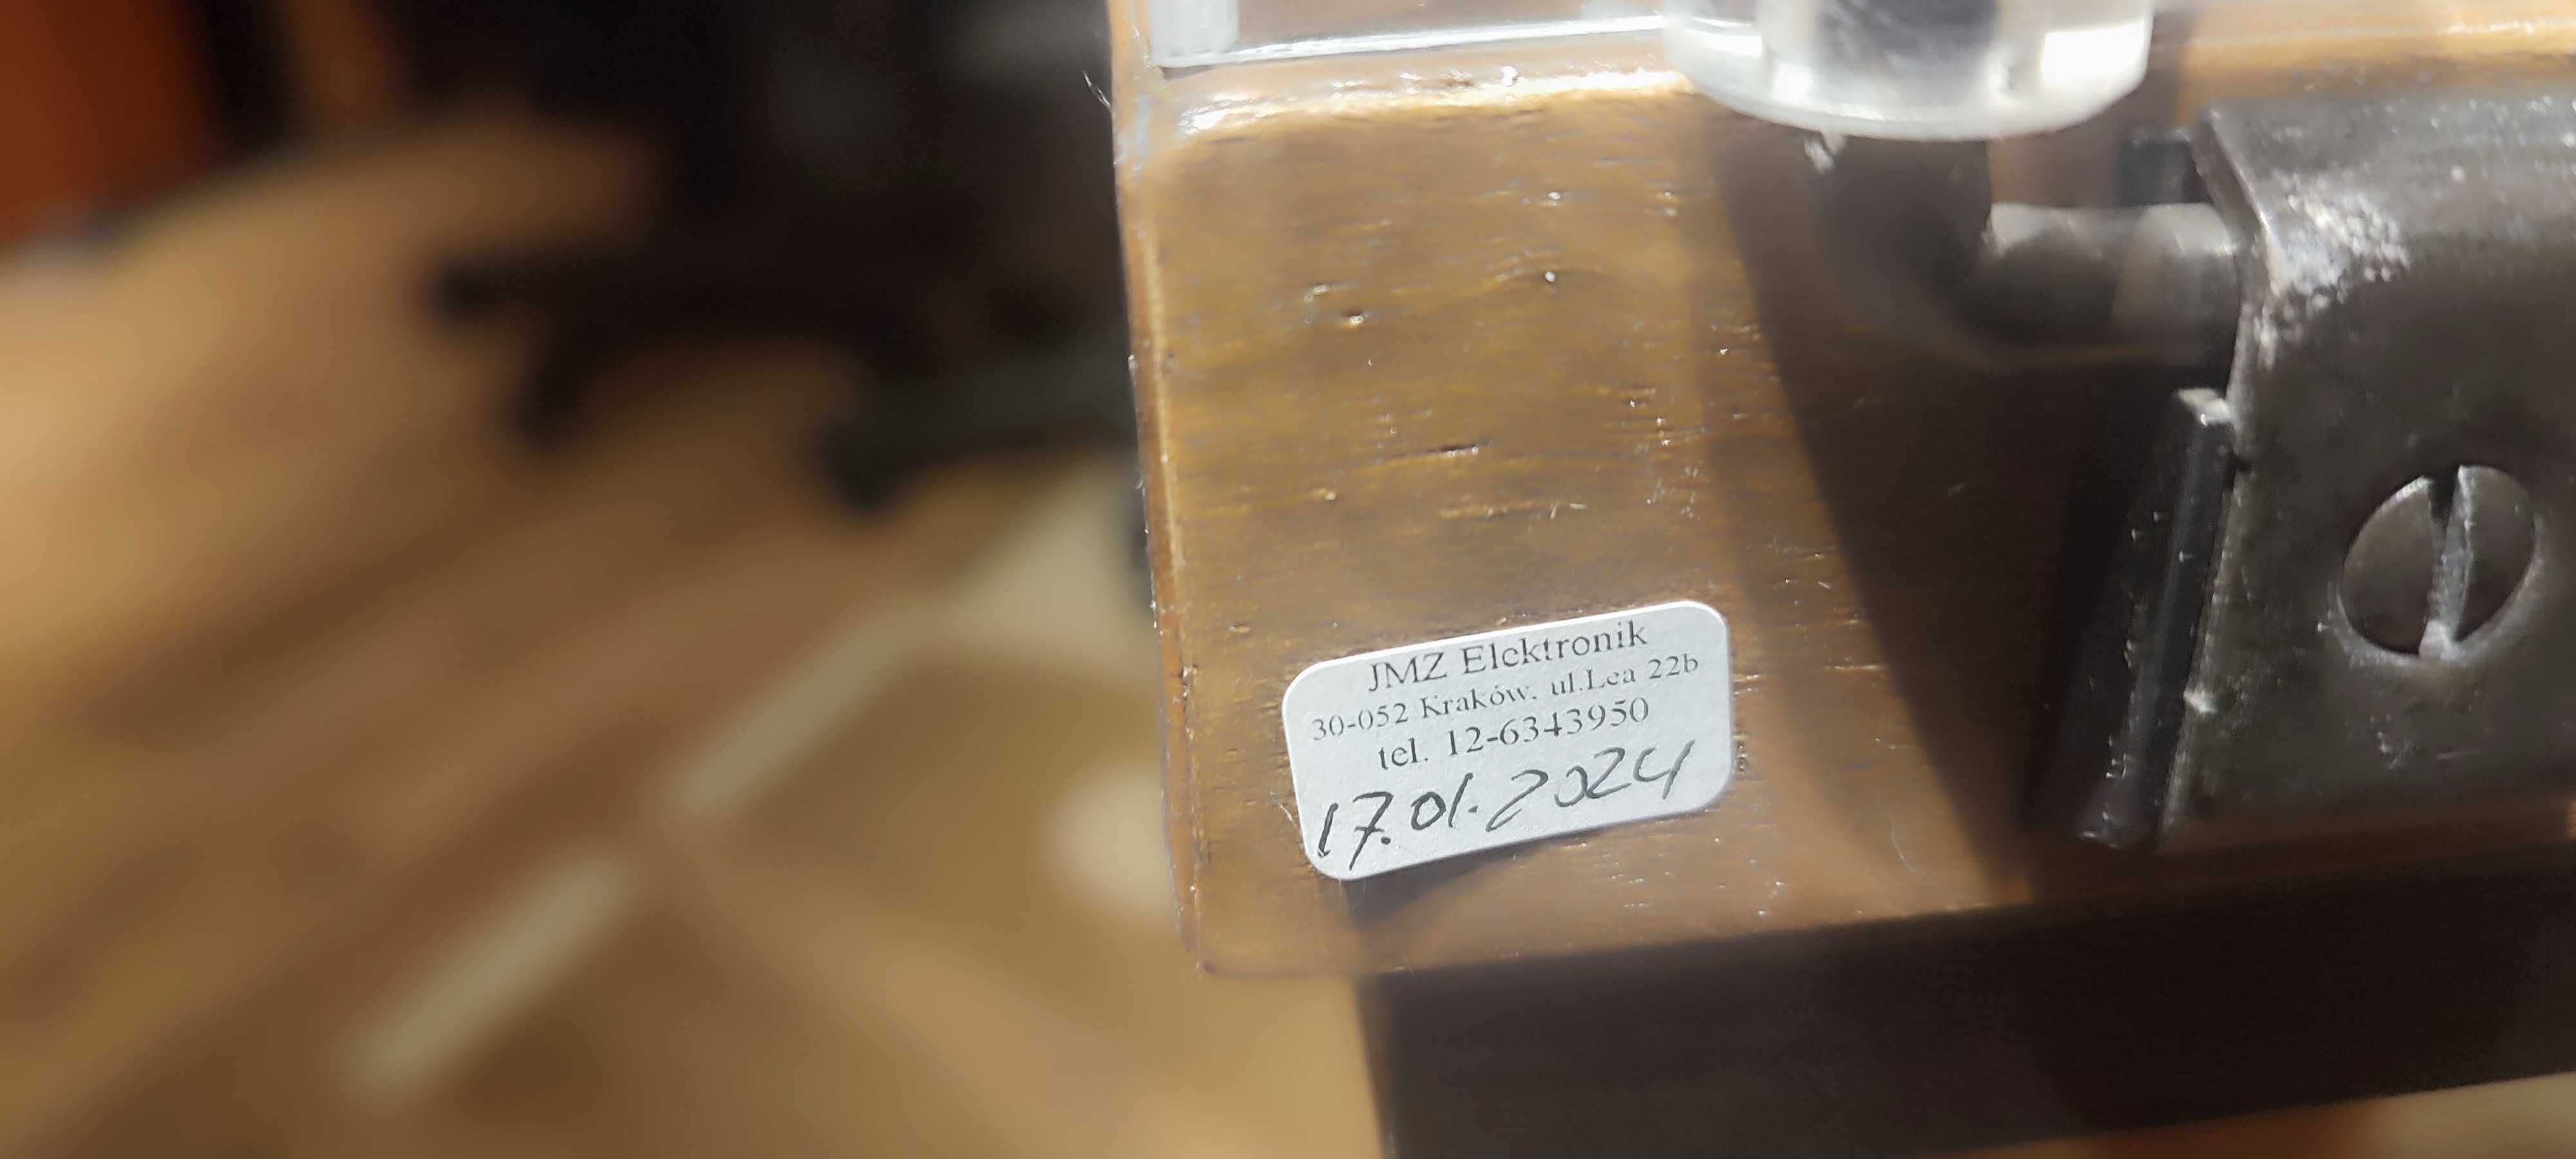 JMZ Elektronik
30-052 Kraków, ul.Lea 22b
tel. 12-6343950
17.01.2024